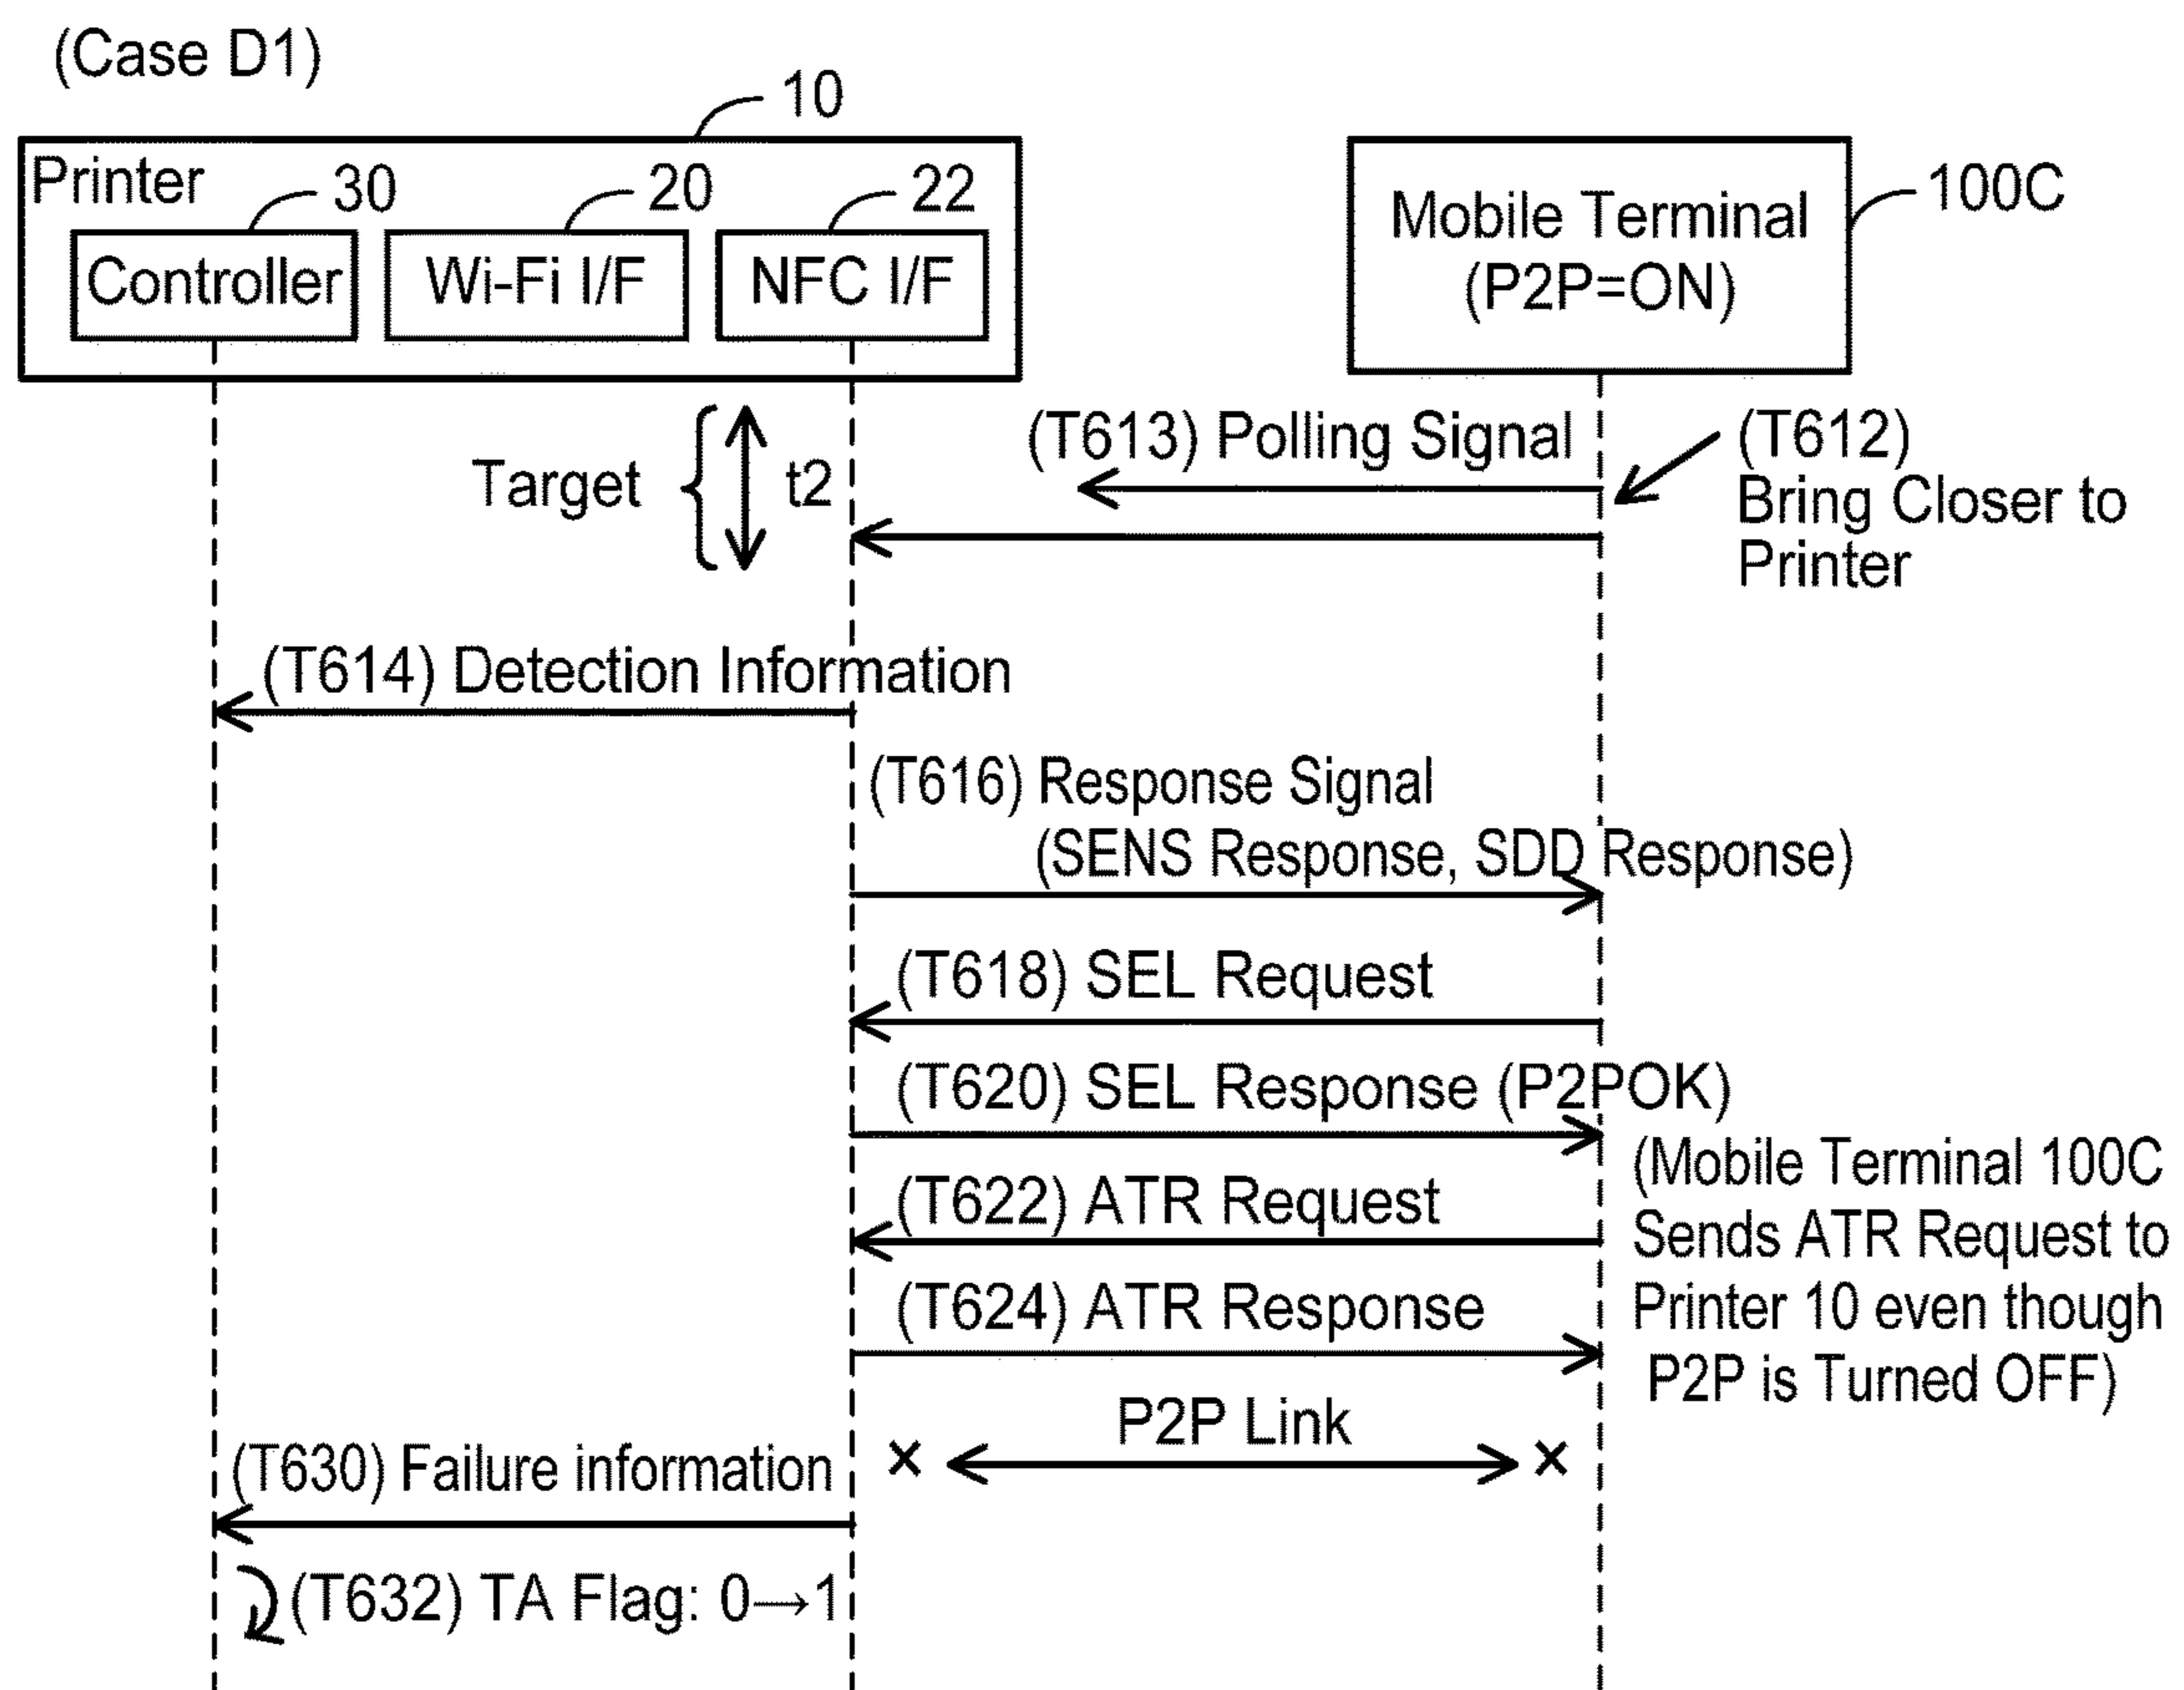 (Case D1)
10
Printer
30
20
22
100C
Controller
Wi-Fi I/F
NFC I/F
Mobile Terminal
(P2P=ON)
Target
t2
(T613) Polling Signal
(T612)
Bring Closer to
Printer
(T614) Detection Information
(T616) Response Signal
(SENS Response, SDD Response)
(T618) SEL Request
(T620) SEL Response (P2POK)
(T622) ATR Request
(Mobile Terminal 100C
Sends ATR Request to
Printer 10 even though
P2P is Turned OFF)
(T624) ATR Response
P2P Link
× ×
(T630) Failure information
(T632) TA Flag: 0→1